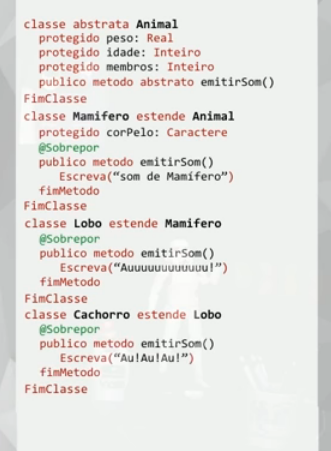 classe abstrata Animal
protegido peso: Real
protegido idade: Inteiro
protegido membros: Inteiro
publico metodo abstrato emitirSom()
FimClasse
classe Mamifero estende Animal
protegido corPelo: Caractere
@Sobrepor
publico metodo emitirSom()
Escreva(“som de Mamífero”)
fimMetodo
FimClasse
classe Lobo estende Mamifero
@Sobrepor
publico metodo emitirSom()
Escreva(“Auuuuuuuuuuuu!”)
fimMetodo
FimClasse
classe Cachorro estende Lobo
@Sobrepor
publico metodo emitirSom()
Escreva(“Au!Au!Au!”)
fimMetodo
FimClasse